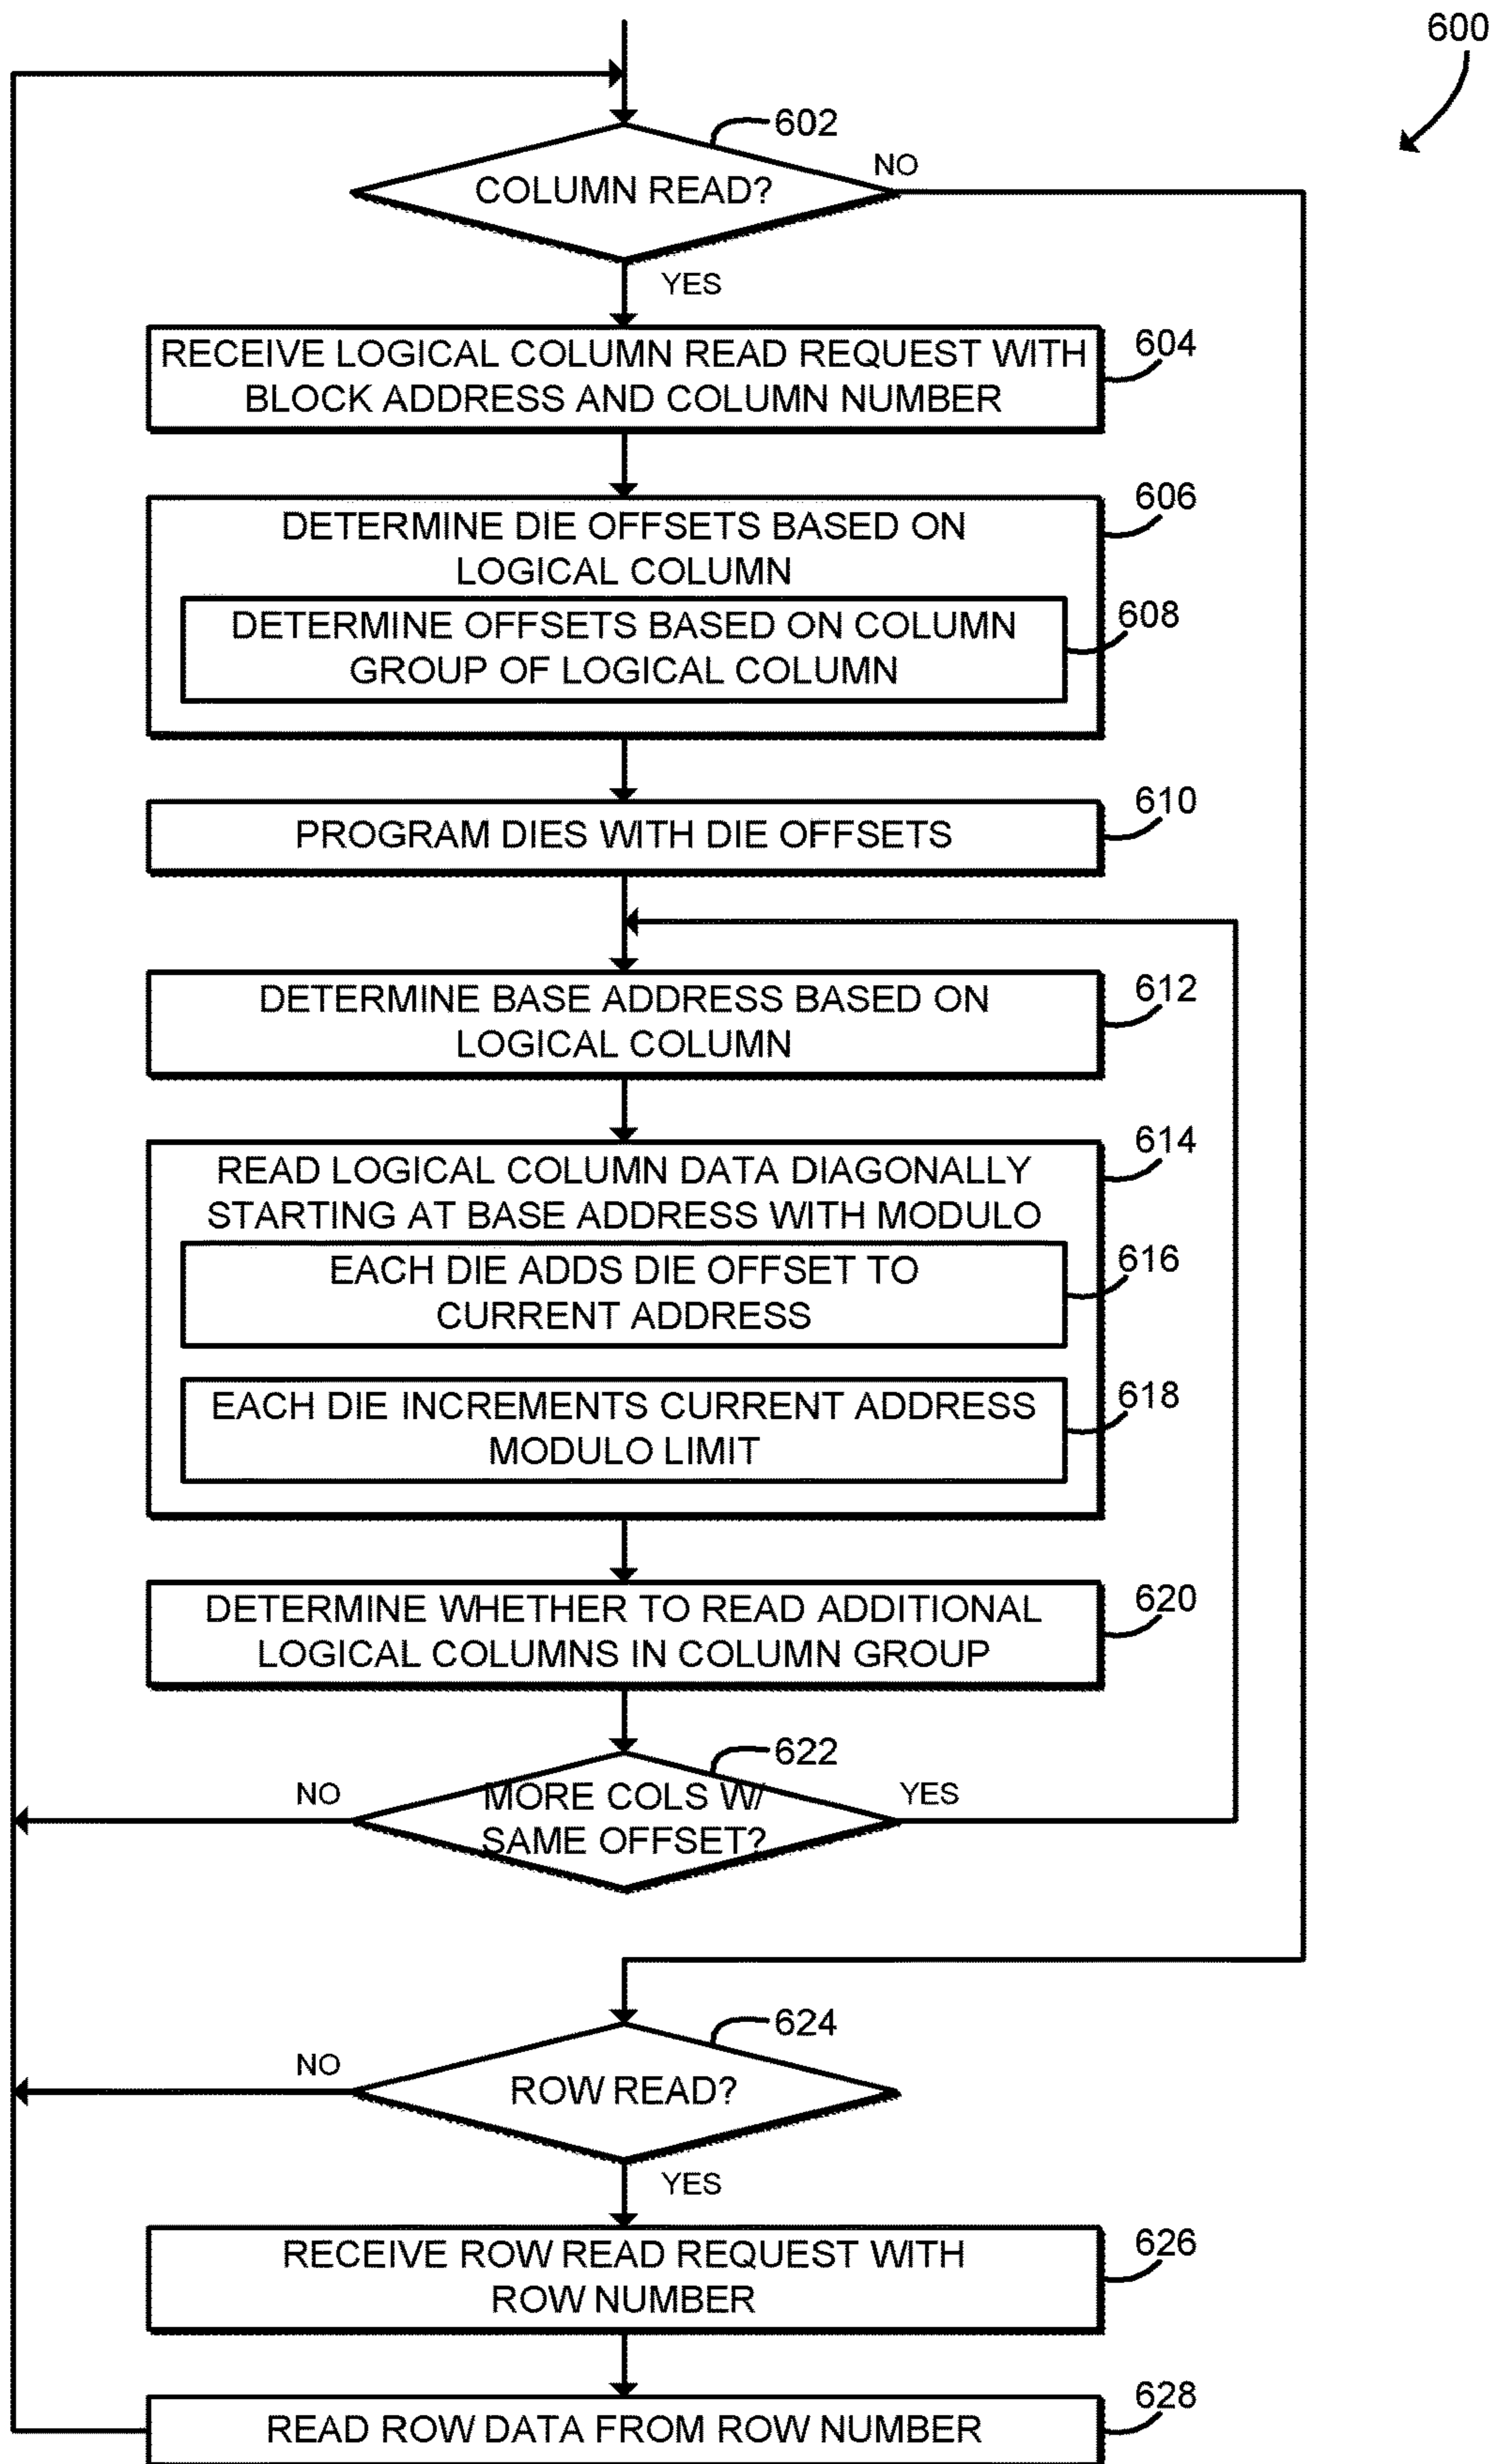 600
602
COLUMN READ?
NO
YES
RECEIVE LOGICAL COLUMN READ REQUEST WITH
BLOCK ADDRESS AND COLUMN NUMBER
604
DETERMINE DIE OFFSETS BASED ON
LOGICAL COLUMN
606
DETERMINE OFFSETS BASED ON COLUMN
GROUP OF LOGICAL COLUMN
608
PROGRAM DIES WITH DIE OFFSETS
610
DETERMINE BASE ADDRESS BASED ON
LOGICAL COLUMN
612
READ LOGICAL COLUMN DATA DIAGONALLY
STARTING AT BASE ADDRESS WITH MODULO
614
EACH DIE ADDS DIE OFFSET TO
CURRENT ADDRESS
616
EACH DIE INCREMENTS CURRENT ADDRESS
MODULO LIMIT
618
DETERMINE WHETHER TO READ ADDITIONAL
LOGICAL COLUMNS IN COLUMN GROUP
620
622
NO
MORE COLS W/
SAME OFFSET?
YES
624
NO
ROW READ?
YES
RECEIVE ROW READ REQUEST WITH
ROW NUMBER
626
READ ROW DATA FROM ROW NUMBER
628